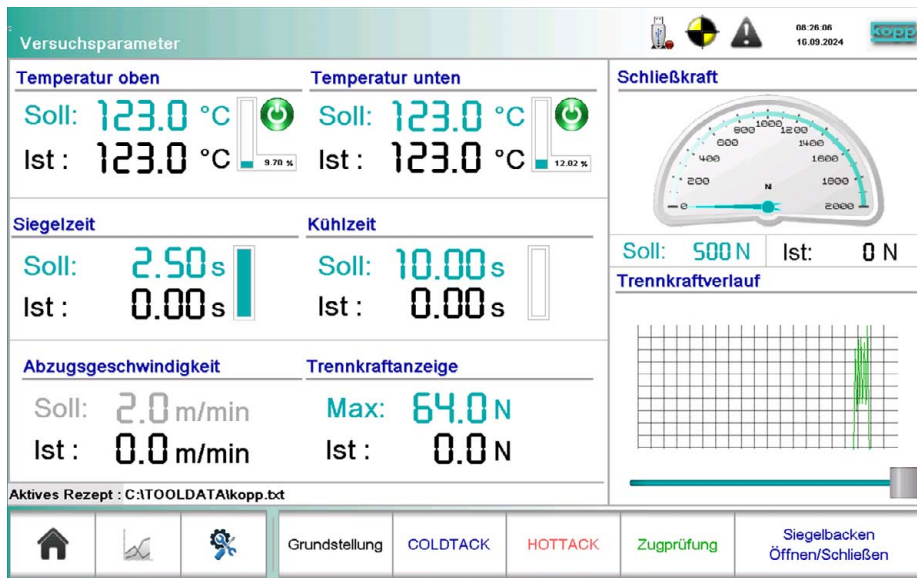 Versuchsparameter
08:26:06
16.09.2024
kopp
Temperatur oben
Soll: 123.0 °C
Ist : 123.0 °C
9.70 %
Temperatur unten
Soll: 123.0 °C
Ist : 123.0 °C
12.02 %
Schließkraft
0
200
400
600
800
1000
1200
1400
1600
1800
2000
N
Soll: 500 N
Ist: 0 N
Siegelzeit
Soll: 2.50 s
Ist : 0.00 s
Kühlzeit
Soll: 10.00 s
Ist : 0.00 s
Trennkraftverlauf
Abzugsgeschwindigkeit
Soll: 2.0 m/min
Ist : 0.0 m/min
Trennkraftanzeige
Max: 64.0 N
Ist : 0.0 N
Aktives Rezept : C:\TOOLDATA\kopp.txt
Grundstellung
COLDTACK
HOTTACK
Zugprüfung
Siegelbacken
Öffnen/Schließen